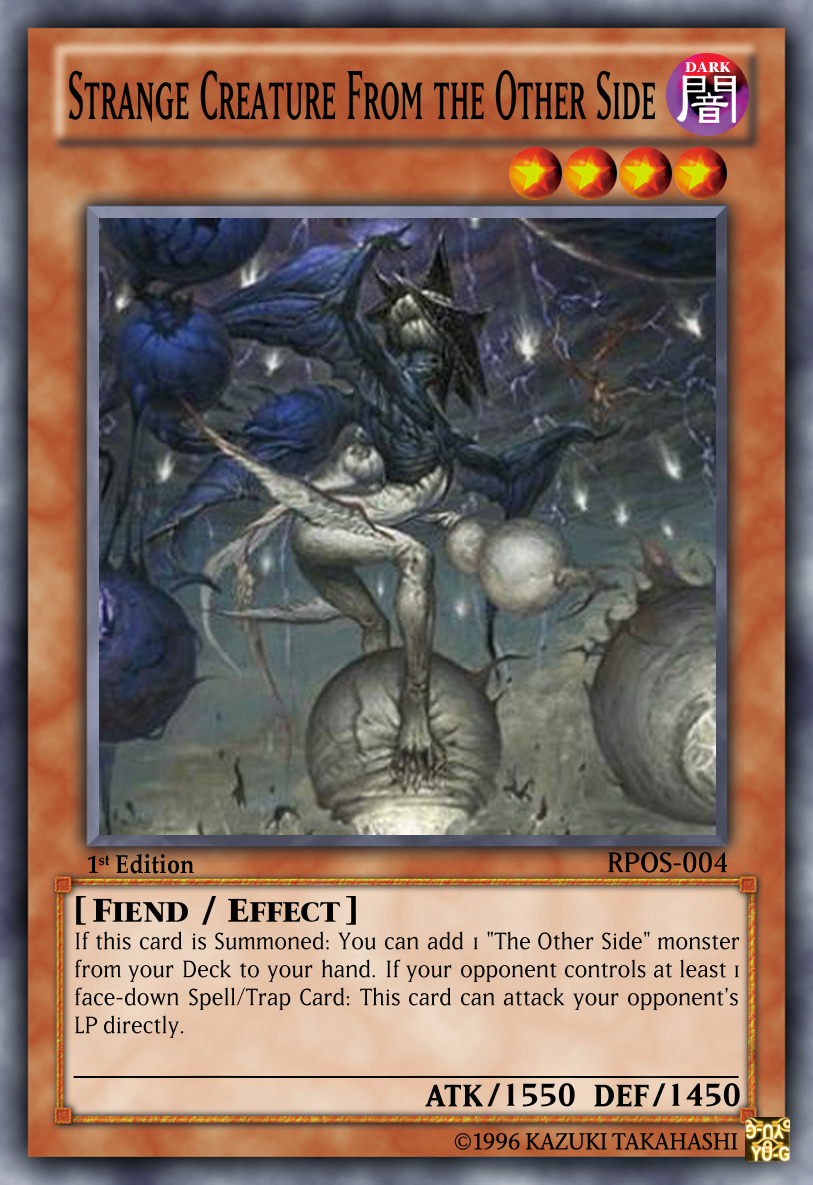 Strange Creature From the Other Side
DARK
闇
1st Edition
RPOS-004
[ Fiend / Effect ]
If this card is Summoned: You can add 1 "The Other Side" monster
from your Deck to your hand. If your opponent controls at least 1
face-down Spell/Trap Card: This card can attack your opponent's
LP directly.
ATK/1550 DEF/1450
©1996 KAZUKI TAKAHASHI